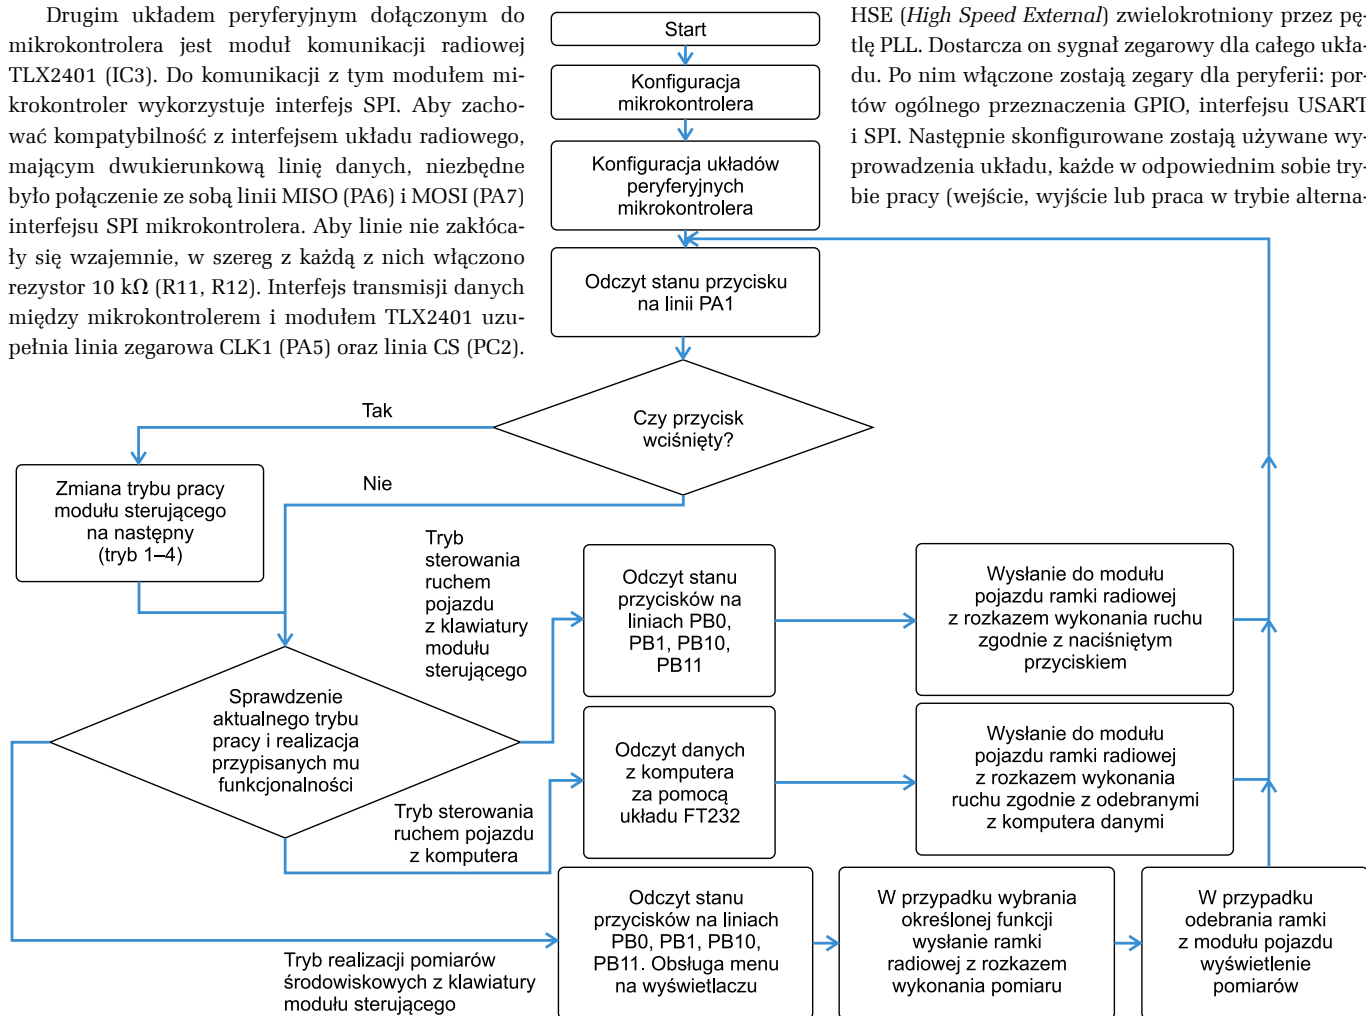 Drugim układem peryferyjnym dołączonym do
mikrokontrolera jest moduł komunikacji radiowej
TLX2401 (IC3). Do komunikacji z tym modułem mi-
krokontroler wykorzystuje interfejs SPI. Aby zacho-
wać kompatybilność z interfejsem układu radiowego,
mającym dwukierunkową linię danych, niezbędne
było połączenie ze sobą linii MISO (PA6) i MOSI (PA7)
interfejsu SPI mikrokontrolera. Aby linie nie zakłóca-
ły się wzajemnie, w szereg z każdą z nich włączono
rezystor 10 kΩ (R11, R12). Interfejs transmisji danych
między mikrokontrolerem i modułem TLX2401 uzu-
pełnia linia zegarowa CLK1 (PA5) oraz linia CS (PC2).
HSE (High Speed External) zwielokrotniony przez pę-
tlę PLL. Dostarcza on sygnał zegarowy dla całego ukła-
du. Po nim włączone zostają zegary dla peryferii: por-
tów ogólnego przeznaczenia GPIO, interfejsu USART
i SPI. Następnie skonfigurowane zostają używane wy-
prowadzenia układu, każde w odpowiednim sobie try-
bie pracy (wejście, wyjście lub praca w trybie alterna-
Start
Konfiguracja
mikrokontrolera
Konfiguracja układów
peryferyjnych
mikrokontrolera
Odczyt stanu przycisku
na linii PA1
Czy przycisk
wciśnięty?
Tak
Nie
Zmiana trybu pracy
modułu sterującego
na następny
(tryb 1–4)
Sprawdzenie
aktualnego trybu
pracy i realizacja
przypisanych mu
funkcjonalności
Tryb
sterowania
ruchem
pojazdu
z klawiatury
modułu
sterującego
Odczyt stanu
przycisków na
liniach PB0,
PB1, PB10,
PB11
Wysłanie do modułu
pojazdu ramki radiowej
z rozkazem wykonania ruchu
zgodnie z naciśniętym
przyciskiem
Tryb sterowania
ruchem pojazdu
z komputera
Odczyt danych
z komputera
za pomocą
układu FT232
Wysłanie do modułu
pojazdu ramki radiowej
z rozkazem wykonania
ruchu zgodnie z odebranymi
z komputera danymi
Tryb realizacji pomiarów
środowiskowych z klawiatury
modułu sterującego
Odczyt stanu
przycisków na liniach
PB0, PB1, PB10,
PB11. Obsługa menu
na wyświetlaczu
W przypadku wybrania
określonej funkcji
wysłanie ramki
radiowej z rozkazem
wykonania pomiaru
W przypadku
odebrania ramki
z modułu pojazdu
wyświetlenie
pomiarów